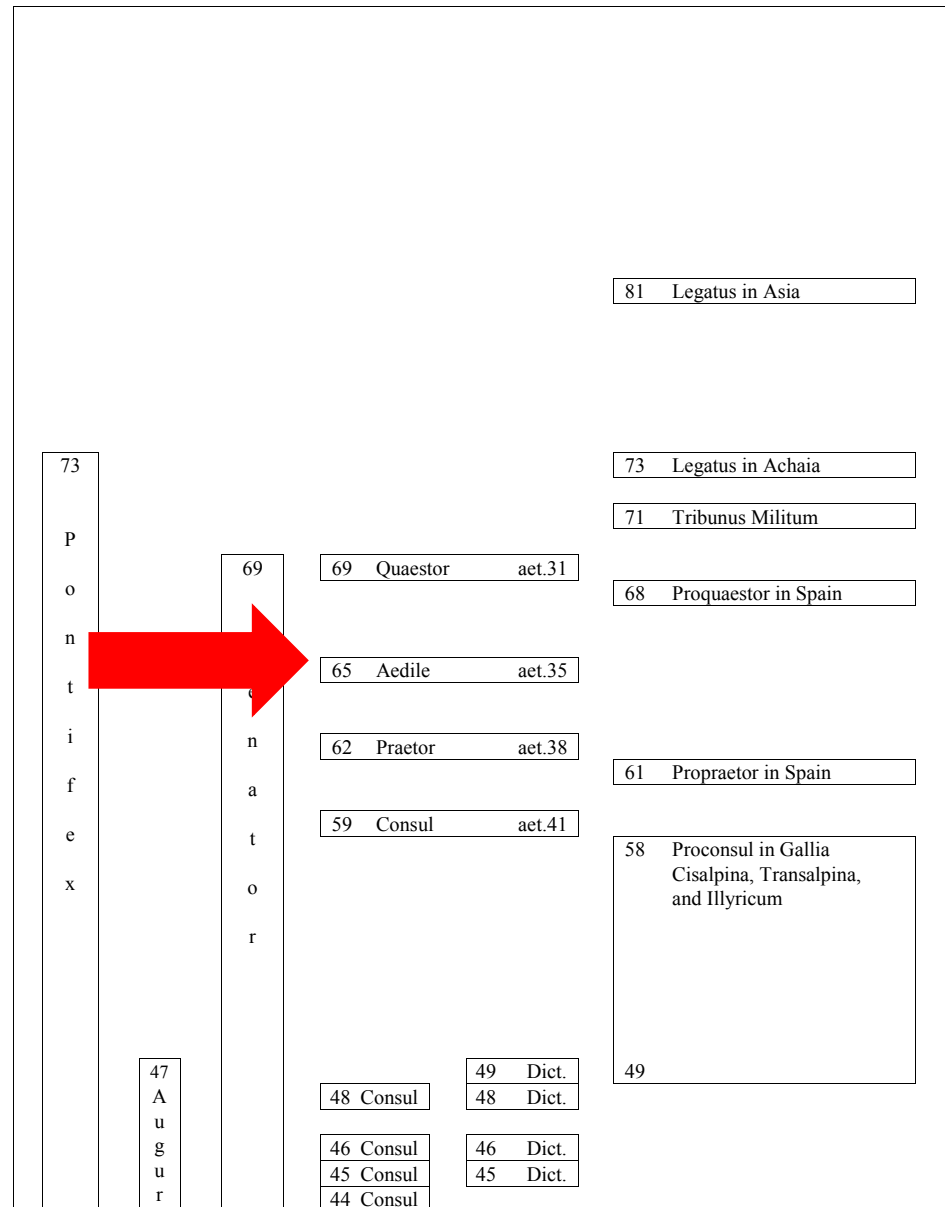 81 Legatus in Asia
73
73 Legatus in Achaia
71 Tribunus Militum
P
o
n
t
i
f
e
x
69
e
n
a
t
o
r
69 Quaestor aet.31
68 Proquaestor in Spain
65 Aedile aet.35
62 Praetor aet.38
61 Propraetor in Spain
59 Consul aet.41
58 Proconsul in Gallia
Cisalpina, Transalpina,
and Illyricum
49
47
A
u
g
u
r
49 Dict.
48 Consul
48 Dict.
46 Consul
46 Dict.
45 Consul
45 Dict.
44 Consul